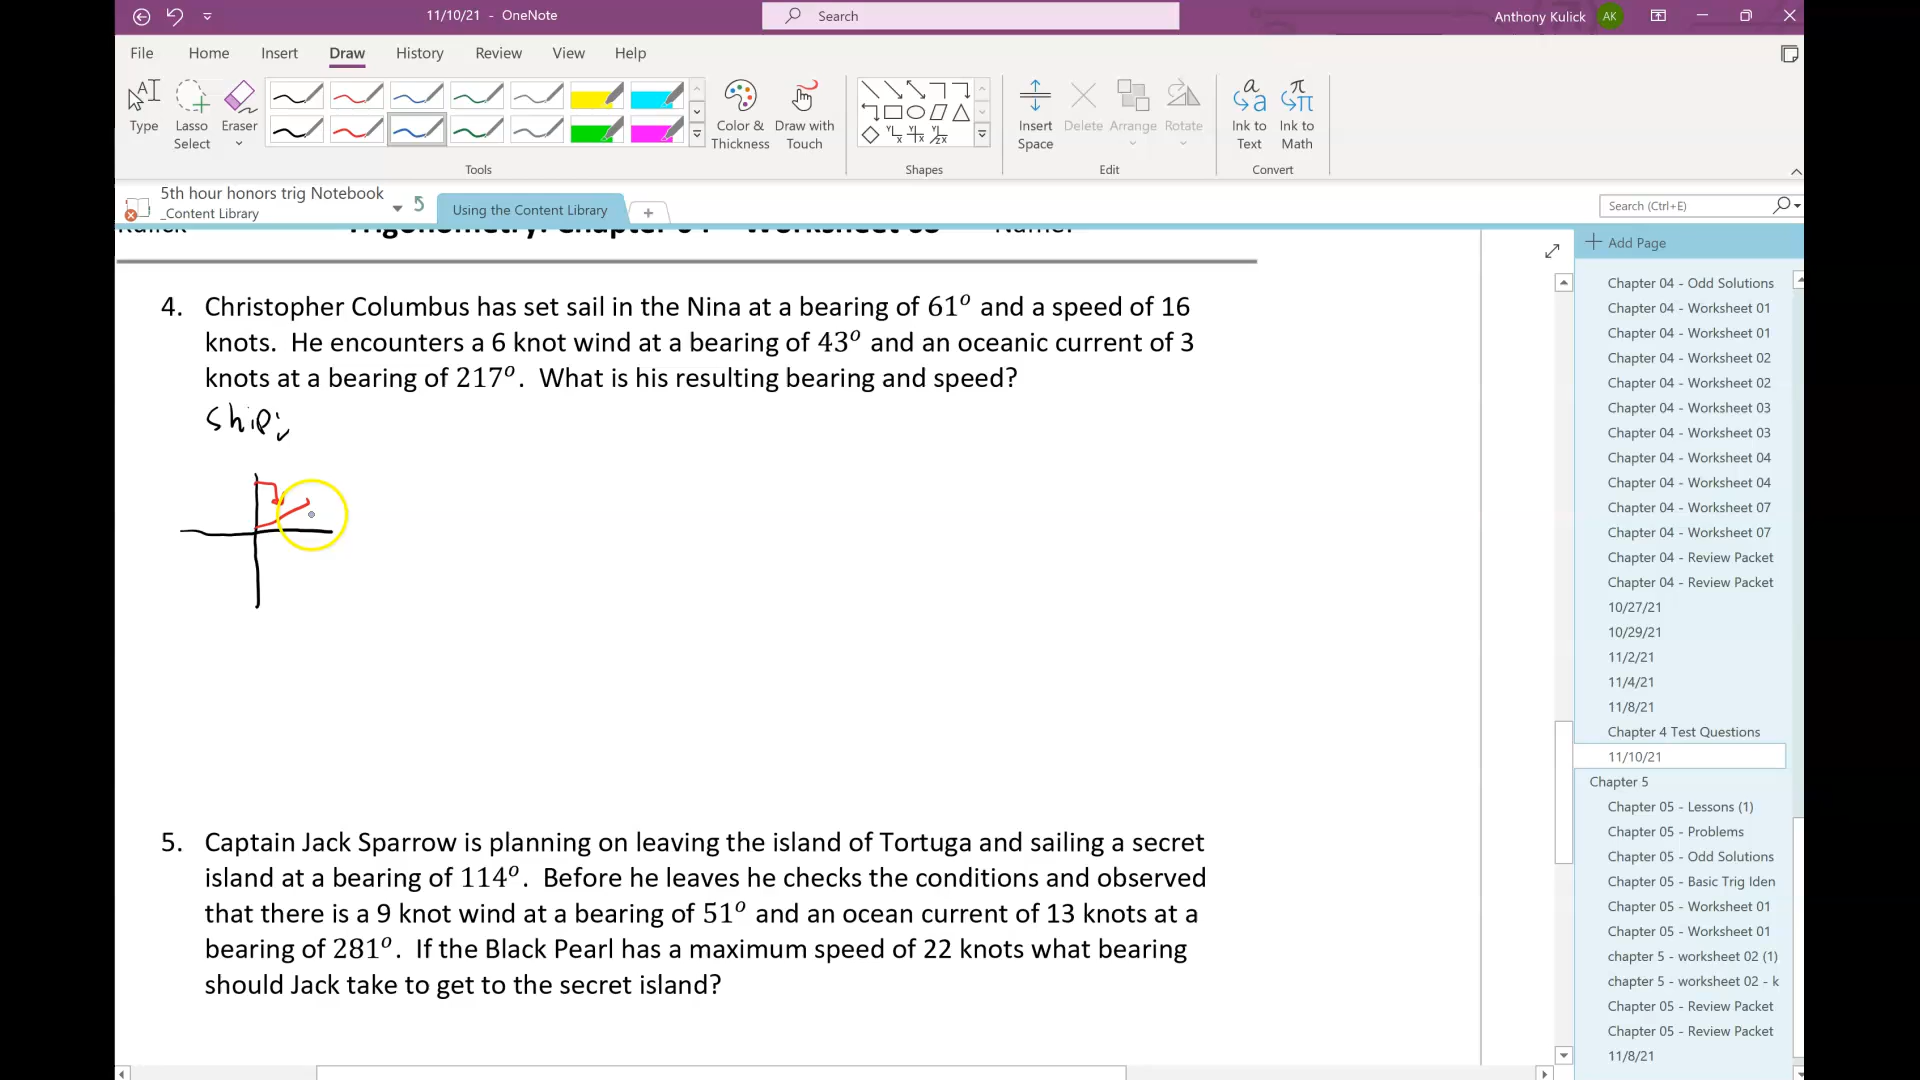 11/10/21 - OneNote
Search
Anthony Kulick
AK
File Home Insert Draw History Review View Help
Type
Lasso Select
Eraser
Color & Thickness
Draw with Touch
Insert Space
Delete
Arrange
Rotate
Ink to Text
Ink to Math
Tools
Shapes
Edit
Convert
5th hour honors trig Notebook
_Content Library
Using the Content Library
Search (Ctrl+E)
Add Page
Kulick Trigonometry: Chapter 04 - Worksheet 03 Name:
4. Christopher Columbus has set sail in the Nina at a bearing of 61° and a speed of 16
knots. He encounters a 6 knot wind at a bearing of 43° and an oceanic current of 3
knots at a bearing of 217°. What is his resulting bearing and speed?
Ship:
5. Captain Jack Sparrow is planning on leaving the island of Tortuga and sailing a secret
island at a bearing of 114°. Before he leaves he checks the conditions and observed
that there is a 9 knot wind at a bearing of 51° and an ocean current of 13 knots at a
bearing of 281°. If the Black Pearl has a maximum speed of 22 knots what bearing
should Jack take to get to the secret island?
Chapter 04 - Odd Solutions
Chapter 04 - Worksheet 01
Chapter 04 - Worksheet 01
Chapter 04 - Worksheet 02
Chapter 04 - Worksheet 02
Chapter 04 - Worksheet 03
Chapter 04 - Worksheet 03
Chapter 04 - Worksheet 04
Chapter 04 - Worksheet 04
Chapter 04 - Worksheet 07
Chapter 04 - Worksheet 07
Chapter 04 - Review Packet
Chapter 04 - Review Packet
10/27/21
10/29/21
11/2/21
11/4/21
11/8/21
Chapter 4 Test Questions
11/10/21
Chapter 5
Chapter 05 - Lessons (1)
Chapter 05 - Problems
Chapter 05 - Odd Solutions
Chapter 05 - Basic Trig Iden
Chapter 05 - Worksheet 01
Chapter 05 - Worksheet 01
chapter 5 - worksheet 02 (1)
chapter 5 - worksheet 02 - k
Chapter 05 - Review Packet
Chapter 05 - Review Packet
11/8/21